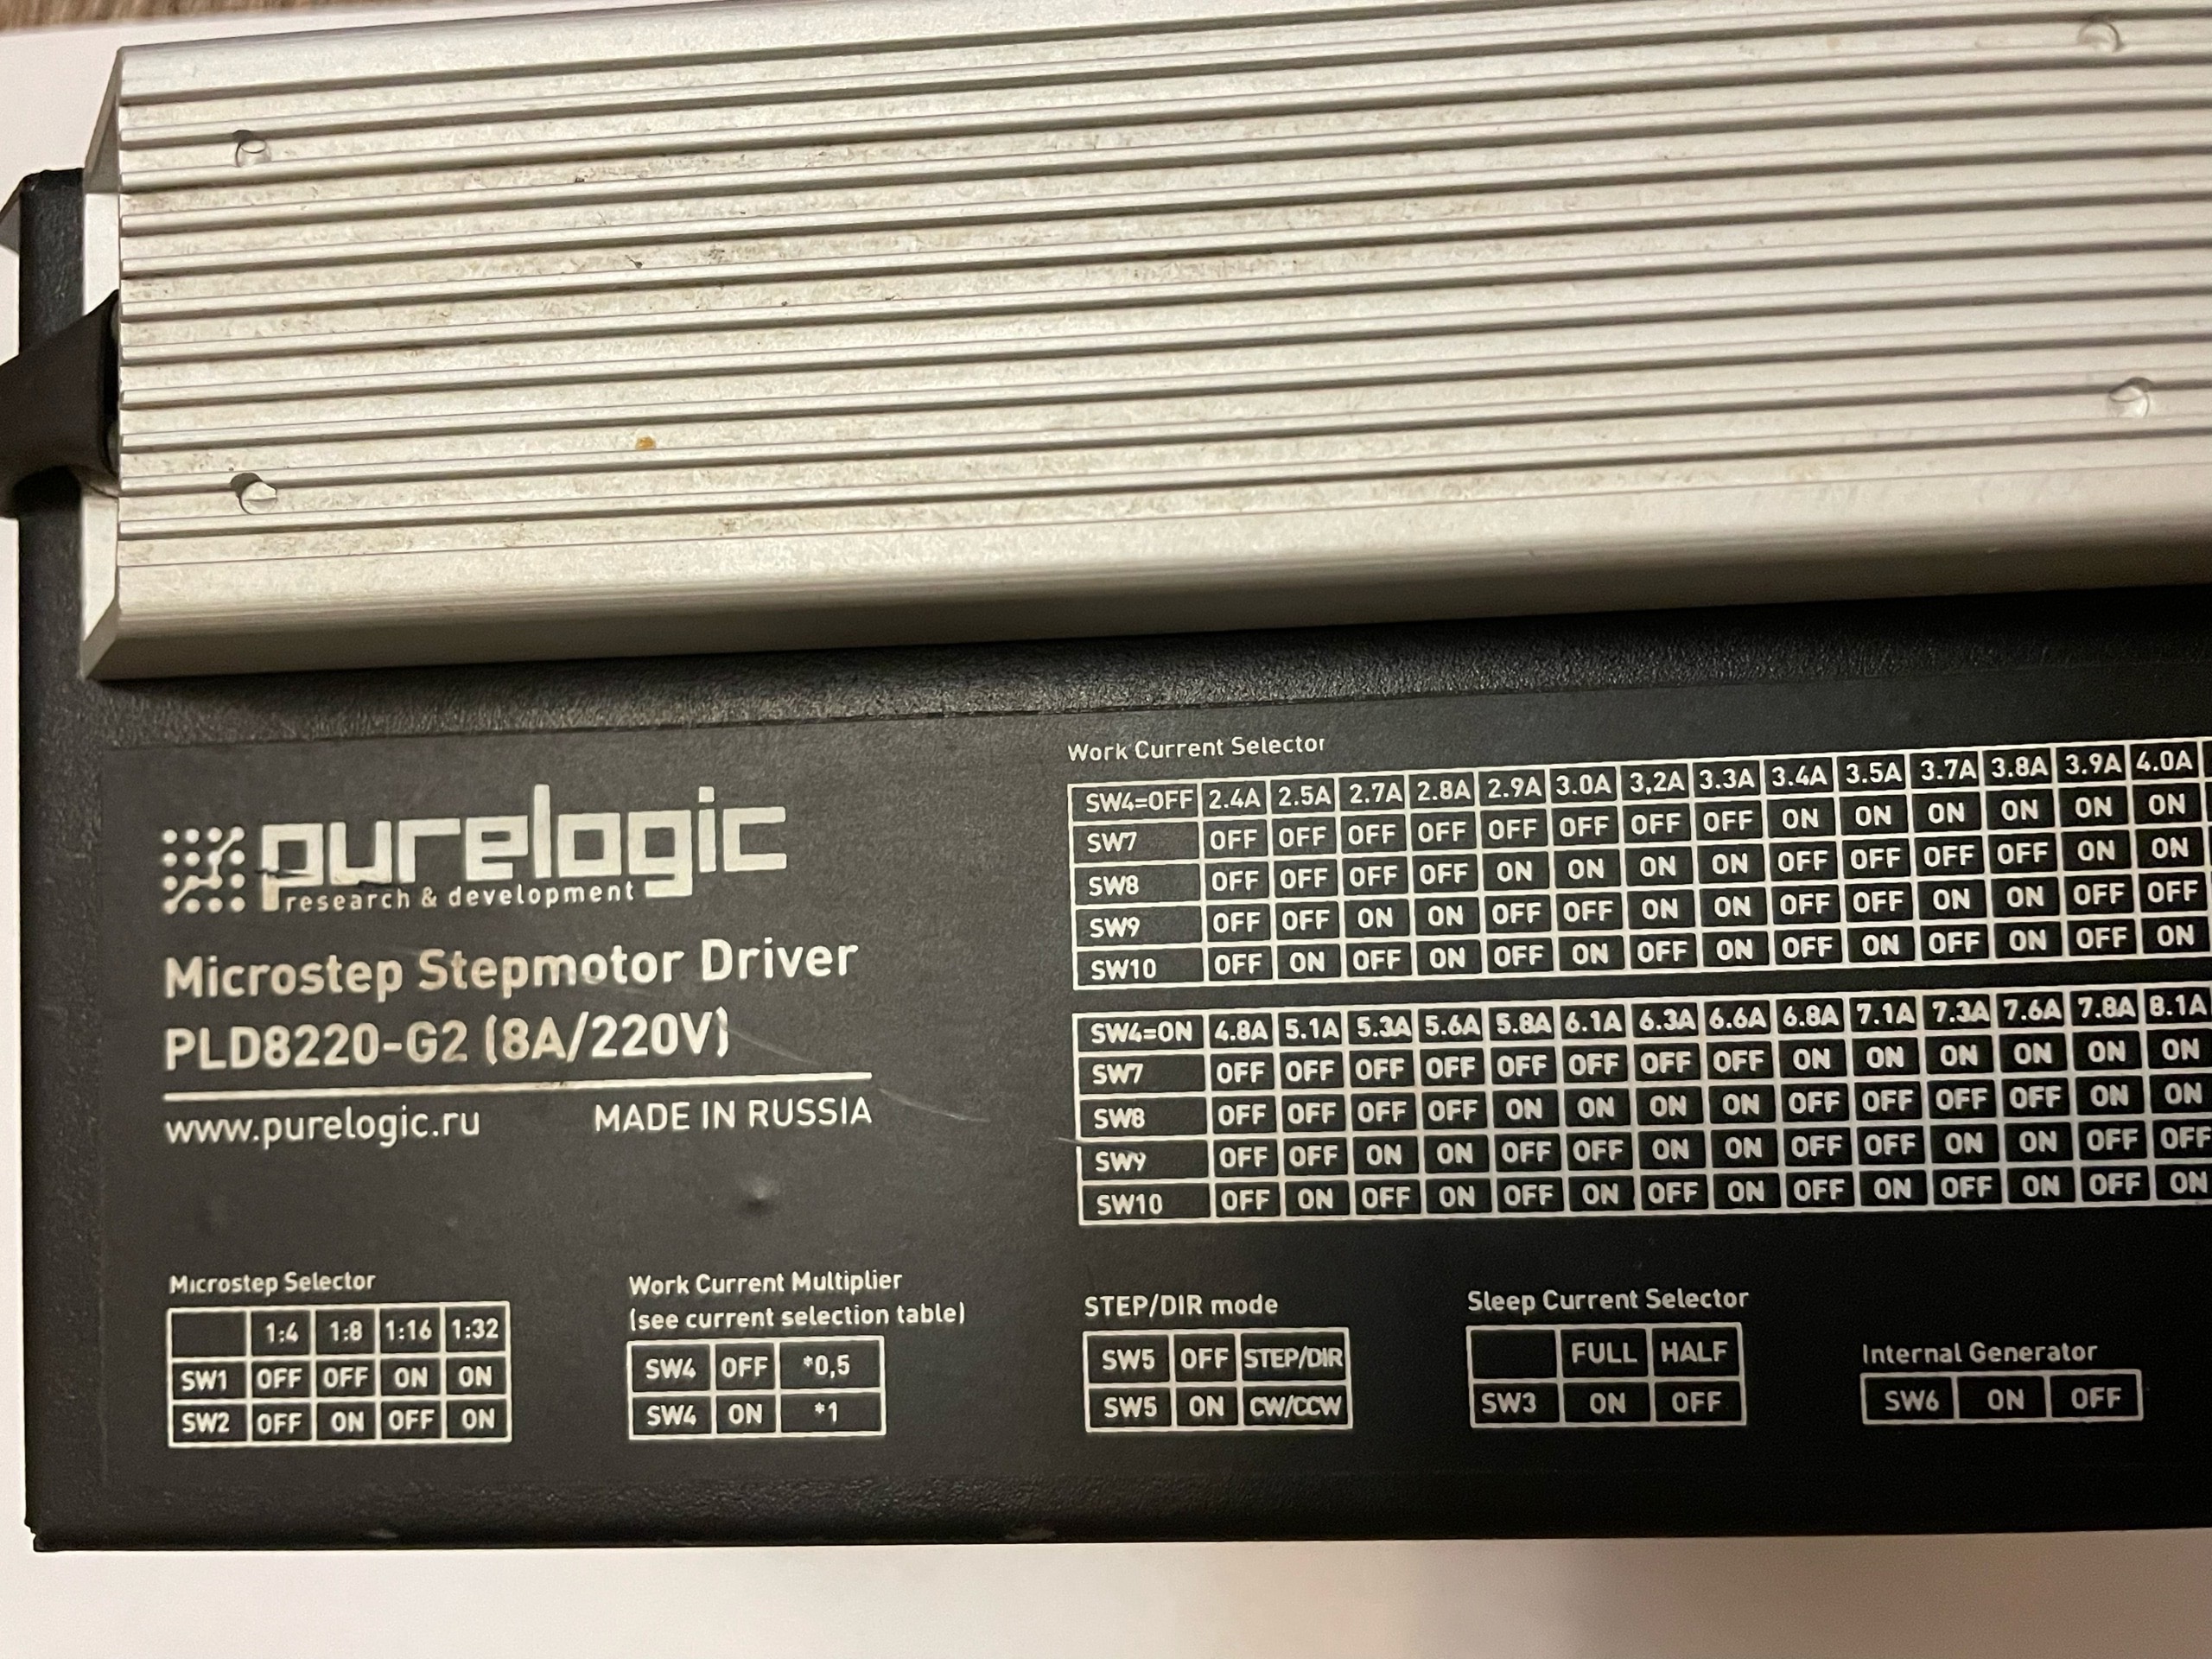 purelogic
research & development
Microstep Stepmotor Driver
PLD8220-G2 (8A/220V)
www.purelogic.ru MADE IN RUSSIA
Work Current Selector
SW4=OFF 2.4A 2.5A 2.7A 2.8A 2.9A 3.0A 3,2A 3.3A 3.4A 3.5A 3.7A 3.8A 3.9A 4.0A
SW7 OFF OFF OFF OFF OFF OFF OFF OFF ON ON ON ON ON ON
SW8 OFF OFF OFF OFF ON ON ON ON OFF OFF OFF OFF ON ON
SW9 OFF OFF ON ON OFF OFF ON ON OFF OFF ON ON OFF OFF
SW10 OFF ON OFF ON OFF ON OFF ON OFF ON OFF ON OFF ON
SW4=ON 4.8A 5.1A 5.3A 5.6A 5.8A 6.1A 6.3A 6.6A 6.8A 7.1A 7.3A 7.6A 7.8A 8.1A
SW7 OFF OFF OFF OFF OFF OFF OFF OFF ON ON ON ON ON ON
SW8 OFF OFF OFF OFF ON ON ON ON OFF OFF OFF OFF ON ON
SW9 OFF OFF ON ON OFF OFF ON ON OFF OFF ON ON OFF OFF
SW10 OFF ON OFF ON OFF ON OFF ON OFF ON OFF ON OFF ON
Microstep Selector
1:4 1:8 1:16 1:32
SW1 OFF OFF ON ON
SW2 OFF ON OFF ON
Work Current Multiplier
(see current selection table)
SW4 OFF *0,5
SW4 ON *1
STEP/DIR mode
SW5 OFF STEP/DIR
SW5 ON CW/CCW
Sleep Current Selector
FULL HALF
SW3 ON OFF
Internal Generator
SW6 ON OFF